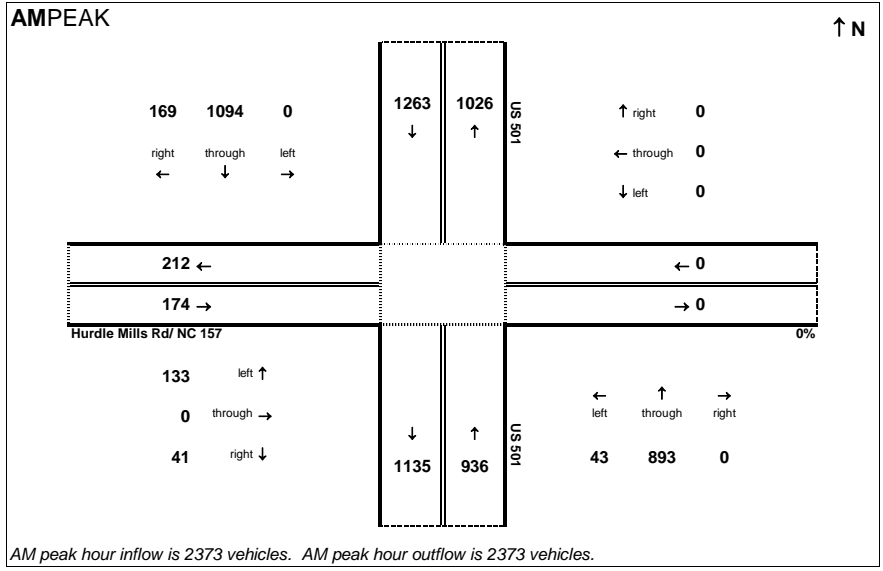 AM PEAK
↑ N
169 1094 0
right through left
← ↓ →
1263 1026
↓ ↑
US 501
↑ right 0
← through 0
↓ left 0
212 ←
174 →
← 0
→ 0
Hurdle Mills Rd/ NC 157
0%
133 left ↑
0 through →
41 right ↓
↓ ↑
1135 936
US 501
← ↑ →
left through right
43 893 0
AM peak hour inflow is 2373 vehicles. AM peak hour outflow is 2373 vehicles.